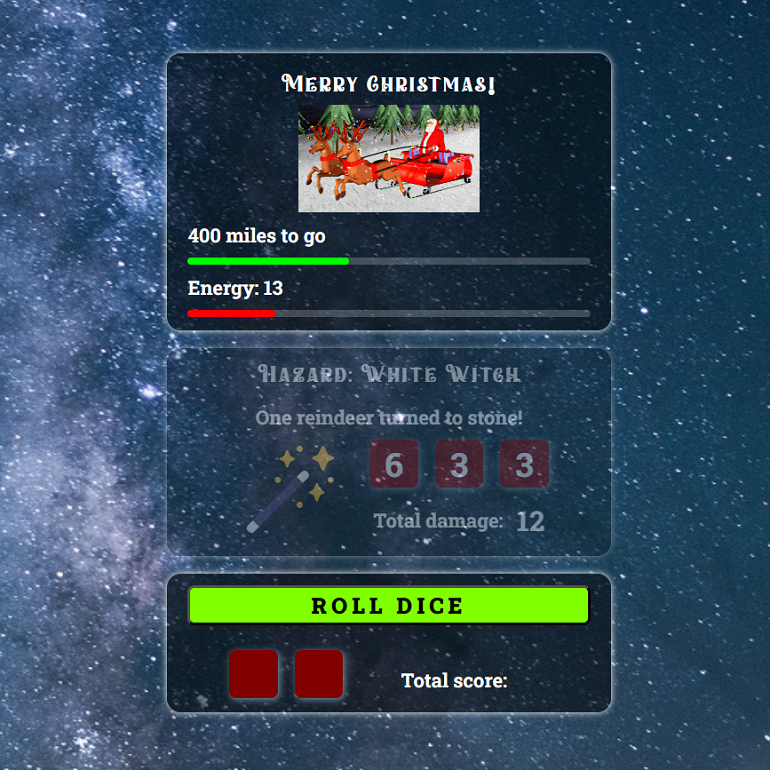 Merry Christmas!
400 miles to go
Energy: 13
Hazard: White Witch
One reindeer turned to stone!
6 3 3
Total damage: 12
ROLL DICE
Total score: